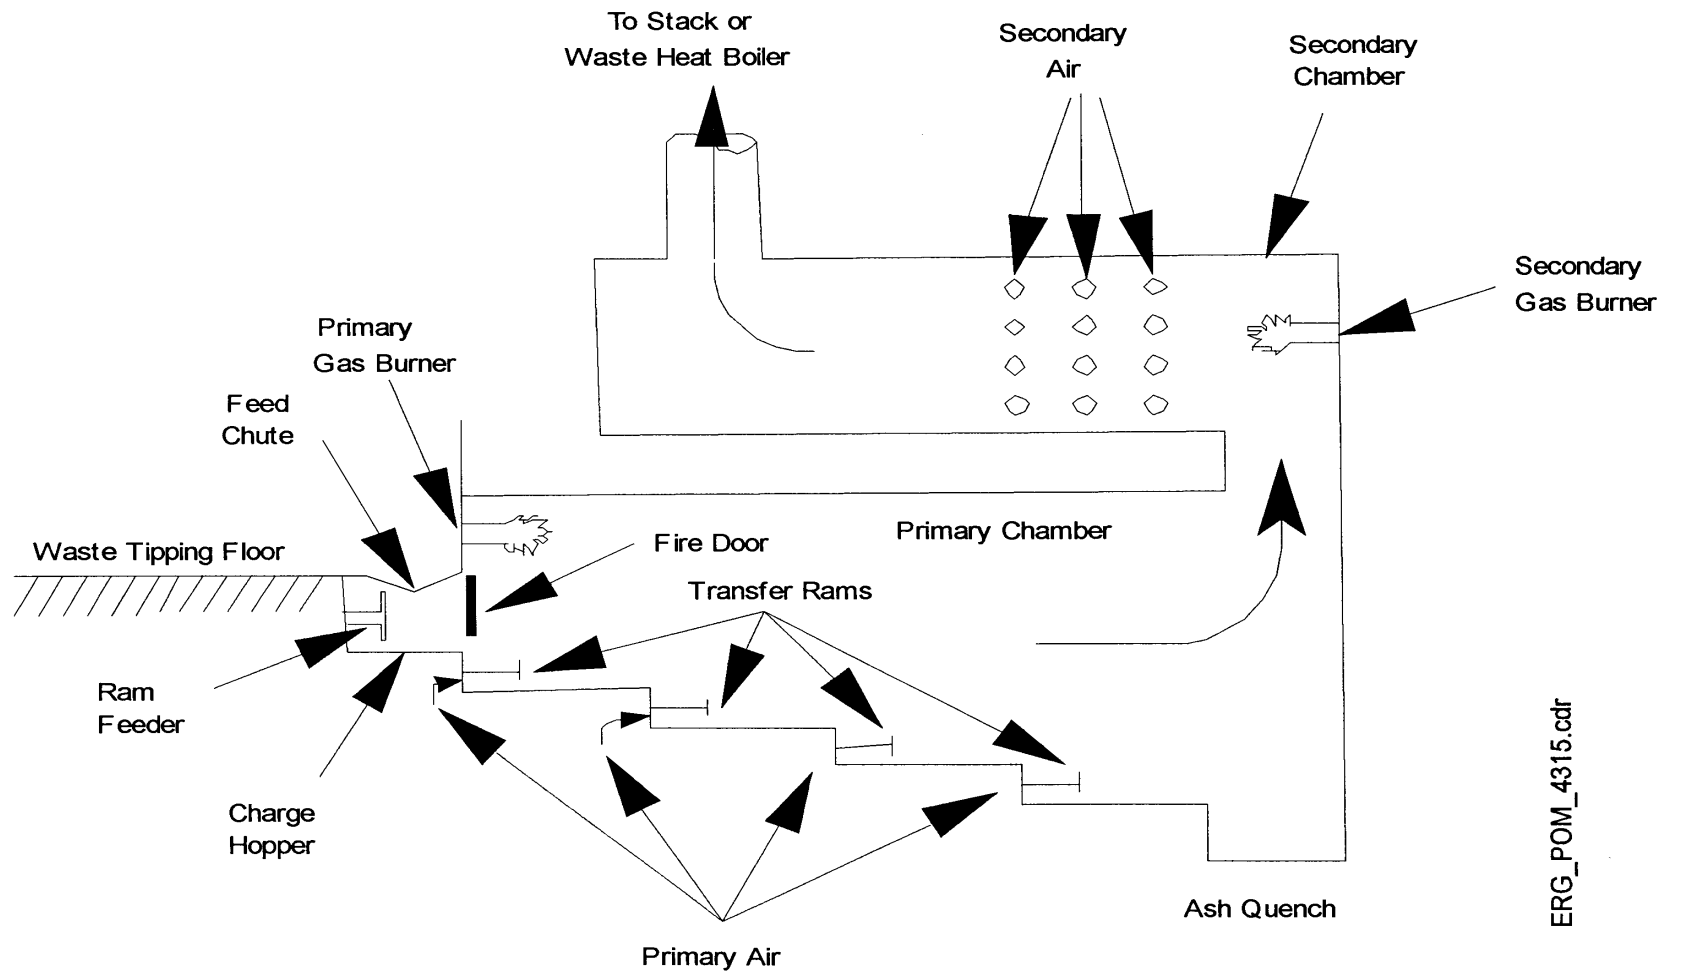 To Stack or
Waste Heat Boiler
Secondary
Air
Secondary
Chamber
Secondary
Gas Burner
Primary
Gas Burner
Feed
Chute
Waste Tipping Floor
Fire Door
Primary Chamber
Transfer Rams
Ram
Feeder
Charge
Hopper
Primary Air
Ash Quench
ERG_POM_4315.cdr